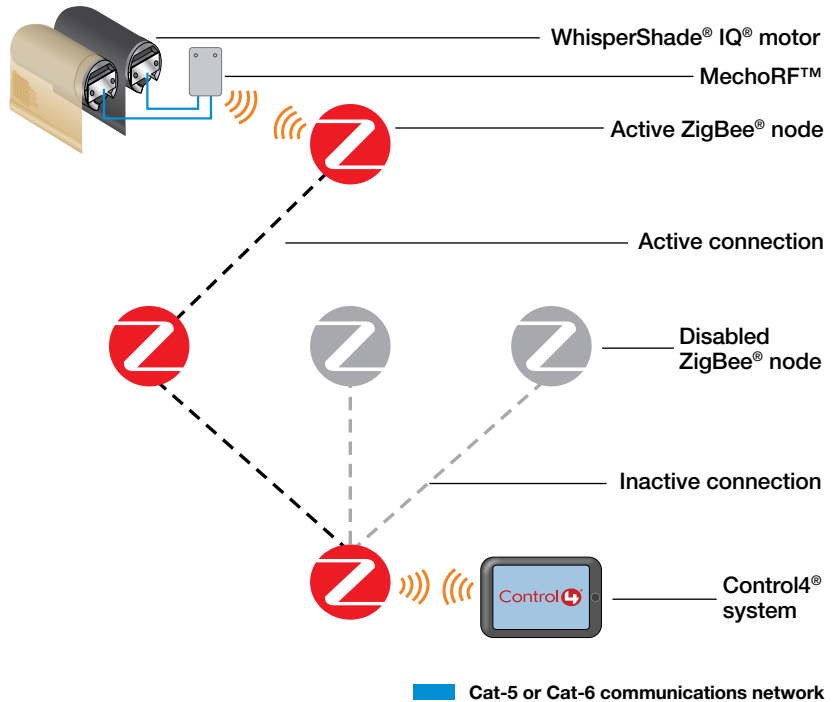 WhisperShade® IQ® motor
MechoRF™
Active ZigBee® node
Active connection
Disabled
ZigBee® node
Inactive connection
Control4®
Control4®
system
Cat-5 or Cat-6 communications network